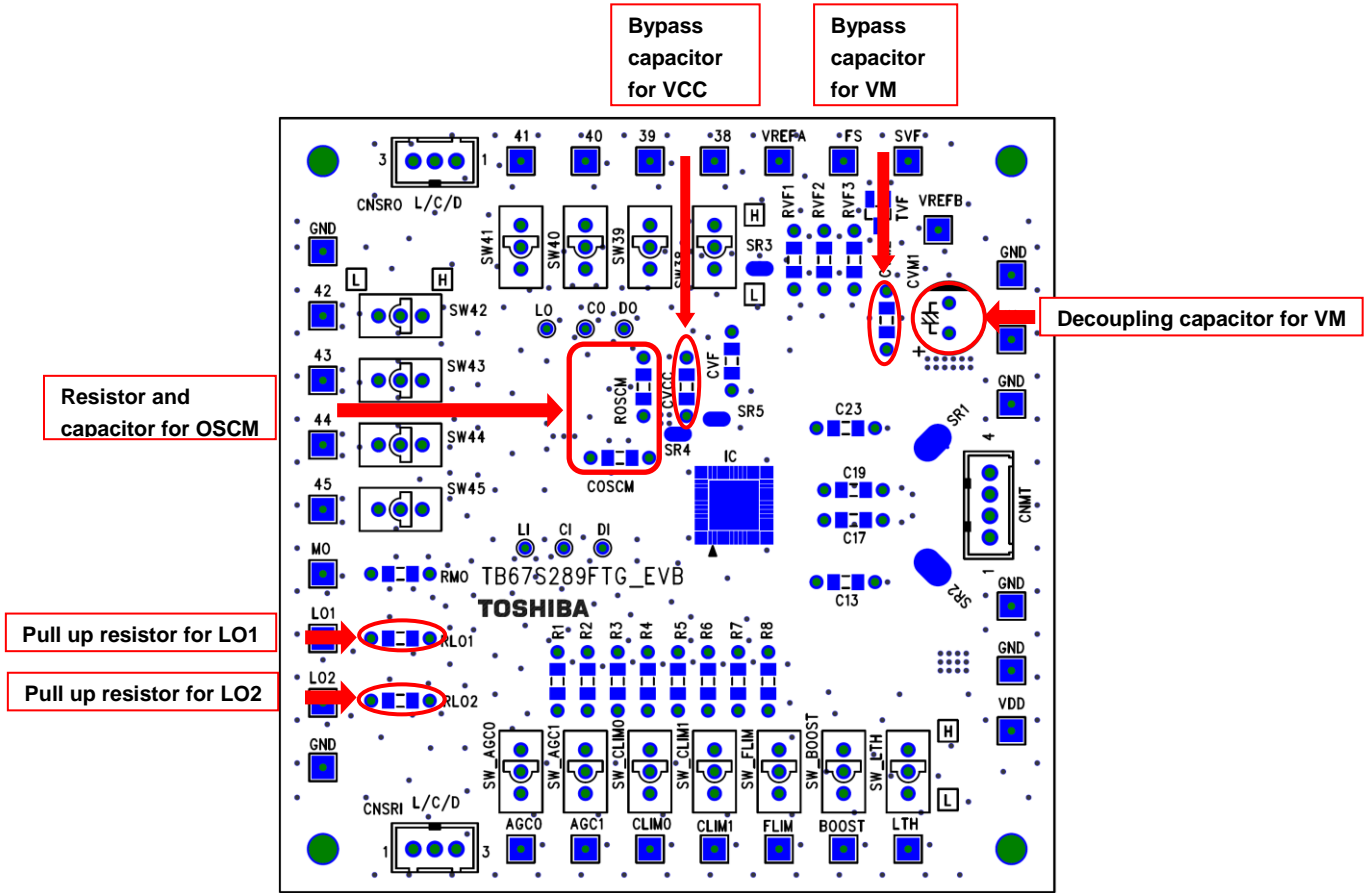 Bypass
capacitor
for VCC
Bypass
capacitor
for VM
41
40
39
38
VREFA
FS
SVF
3
1
CNSRO
L/C/D
RVF1
RVF2
RVF3
TVF
VREFB
GND
SW41
SW40
SW39
SW38
H
SR3
L
CVM1
GND
L
H
42
SW42
LO
CO
DO
Decoupling capacitor for VM
+
43
SW43
ROSCM
CVCC
CVF
GND
Resistor and
capacitor for OSCM
44
SW44
SR4
SR5
C23
SR1
4
COSCM
IC
45
SW45
C19
CNMT
C17
LI
CI
DI
MO
RMO
TB67S289FTG_EVB
C13
SR2
1
GND
TOSHIBA
Pull up resistor for LO1
LO1
RLO1
R1
R2
R3
R4
R5
R6
R7
R8
GND
Pull up resistor for LO2
LO2
RLO2
VDD
GND
SW_AGC0
SW_AGC1
SW_CLIM0
SW_CLIM1
SW_FLIM
SW_BOOST
SW_LTH
H
L
CNSRI
L/C/D
1
3
AGC0
AGC1
CLIM0
CLIM1
FLIM
BOOST
LTH